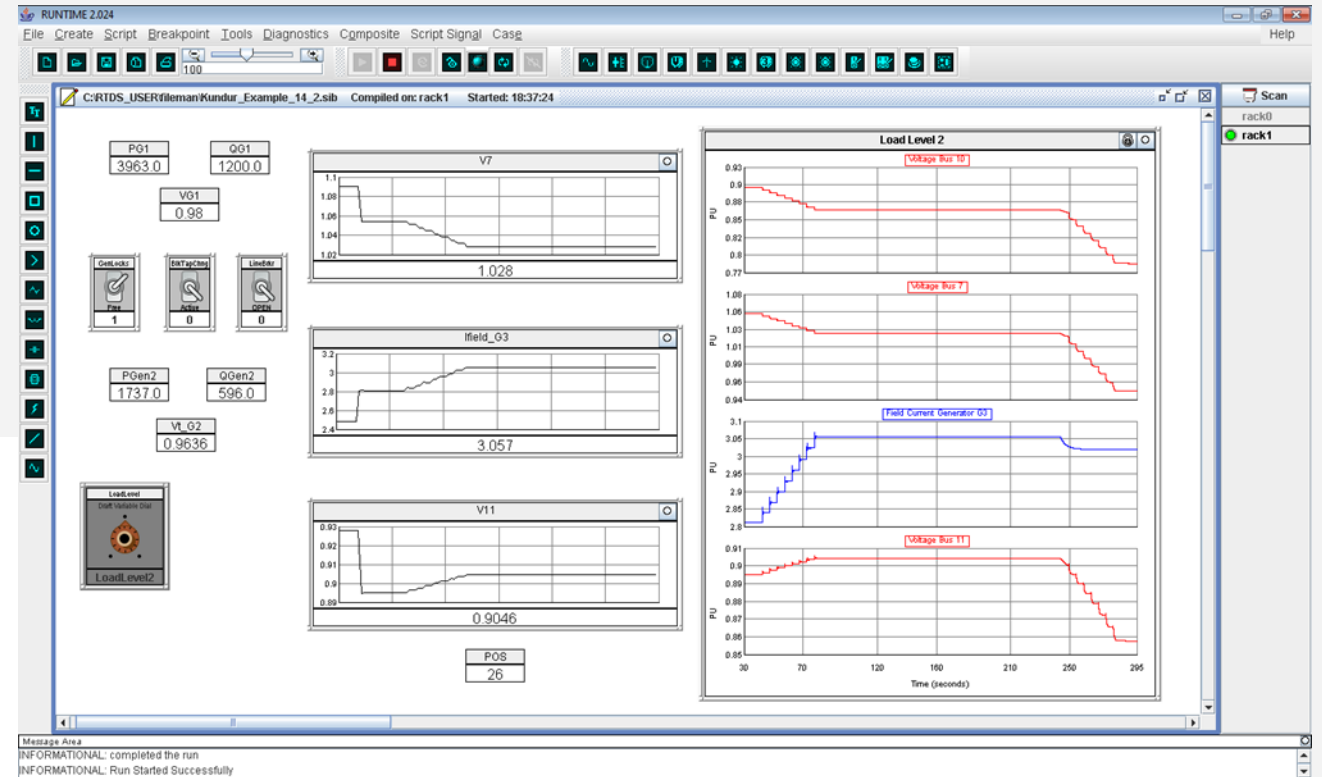 RUNTIME 2.024
File Create Script Breakpoint Tools Diagnostics Composite Script Signal Case Help
100
C:\RTDS_USER\fileman\Kundur_Example_14_2.sib Compiled on: rack1 Started: 18:37:24
Scan
rack0
rack1
PG1
3963.0
QG1
1200.0
VG1
0.98
GenLocks
Free
1
BlkTapChng
Active
0
LineBrkr
OPEN
0
PGen2
1737.0
QGen2
596.0
Vt_G2
0.9636
LoadLevel
Draft Variable Dial
LoadLevel2
V7
1.1
1.08
1.06
1.04
1.02
1.028
Ifield_G3
3.2
3
2.8
2.6
2.4
3.057
V11
0.93
0.92
0.91
0.9
0.89
0.9046
POS
26
Load Level 2
Voltage Bus 10
PU
0.93
0.9
0.88
0.85
0.82
0.8
0.77
Voltage Bus 7
PU
1.08
1.06
1.03
1.01
0.99
0.96
0.94
Field Current Generator G3
PU
3.1
3.05
3
2.95
2.9
2.85
2.8
Voltage Bus 11
PU
0.91
0.9
0.89
0.88
0.87
0.86
0.85
30 70 120 160 210 250 295
Time (seconds)
Message Area
INFORMATIONAL: completed the run
INFORMATIONAL: Run Started Successfully